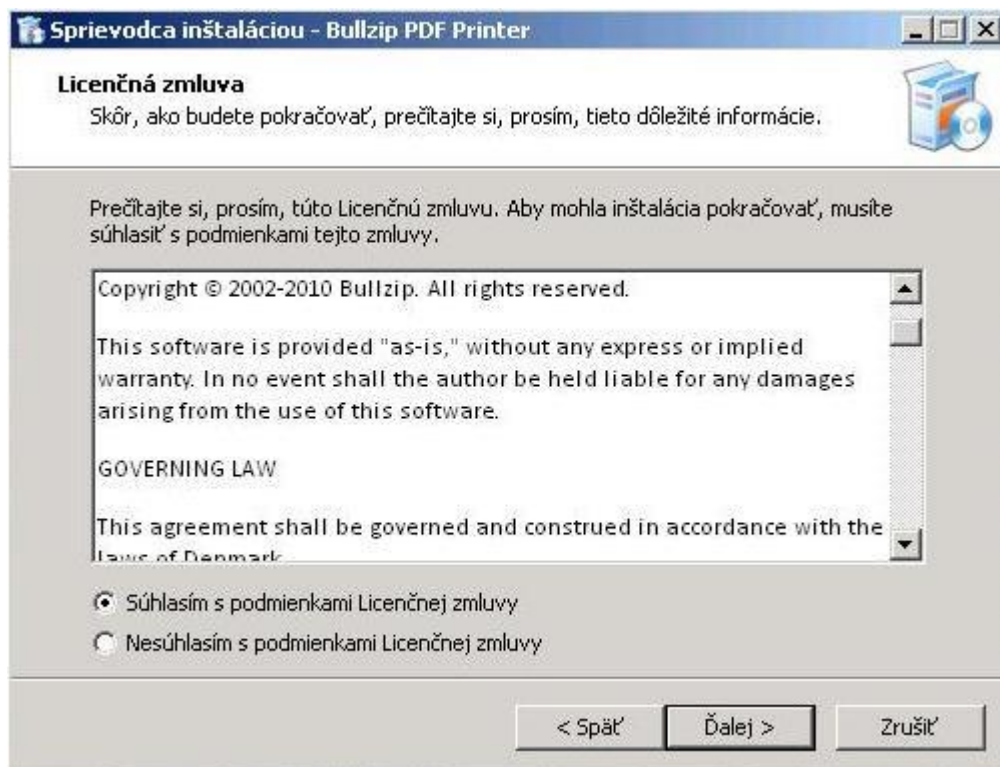 Sprievodca inštaláciou - Bullzip PDF Printer
Licenčná zmluva
Skôr, ako budete pokračovať, prečítajte si, prosím, tieto dôležité informácie.
Prečítajte si, prosím, túto Licenčnú zmluvu. Aby mohla inštalácia pokračovať, musíte
súhlasiť s podmienkami tejto zmluvy.
Copyright © 2002-2010 Bullzip. All rights reserved.
This software is provided "as-is," without any express or implied
warranty. In no event shall the author be held liable for any damages
arising from the use of this software.
GOVERNING LAW
This agreement shall be governed and construed in accordance with the
laws of Denmark
Súhlasím s podmienkami Licenčnej zmluvy
Nesúhlasím s podmienkami Licenčnej zmluvy
< Späť
Ďalej >
Zrušiť